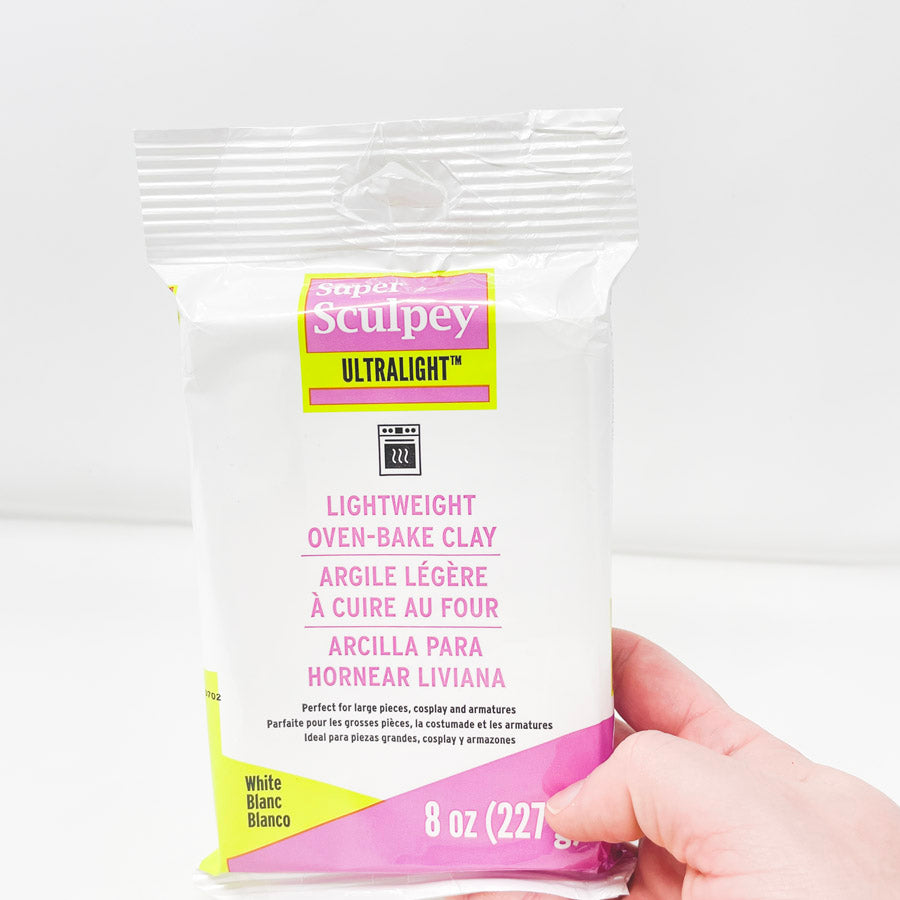 Super
Sculpey
ULTRALIGHT™
LIGHTWEIGHT
OVEN-BAKE CLAY
ARGILE LÉGÈRE
À CUIRE AU FOUR
ARCILLA PARA
HORNEAR LIVIANA
Perfect for large pieces, cosplay and armatures
Parfaite pour les grosses pièces, la costumade et les armatures
Ideal para piezas grandes, cosplay y armazones
White
Blanc
Blanco
8 oz (227